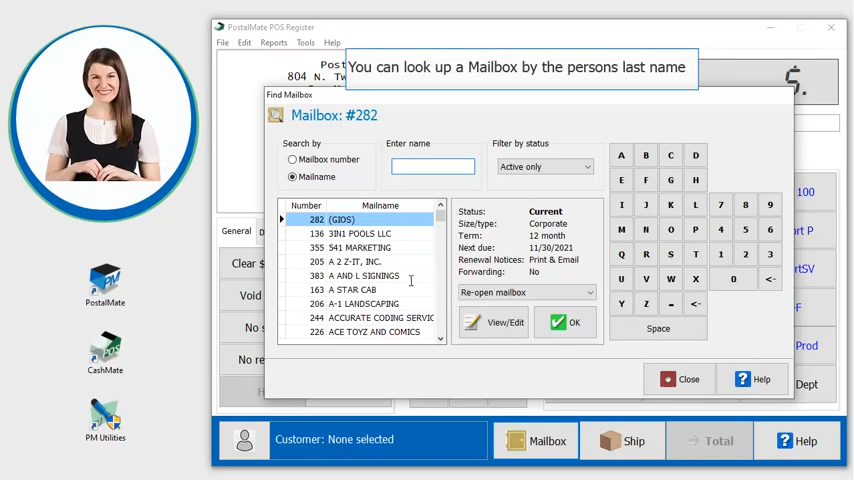 PostalMate POS Register
File Edit Reports Tools Help
You can look up a Mailbox by the persons last name
Post
804 N. Tw
$.
Find Mailbox
Mailbox: #282
Search by
Mailbox number
Mailname
Enter name
Filter by status
Active only
Number Mailname
282 (GIOS)
136 3IN1 POOLS LLC
355 541 MARKETING
205 A 2 Z-IT, INC.
383 A AND L SIGNINGS
163 A STAR CAB
206 A-1 LANDSCAPING
244 ACCURATE CODING SERVIC
226 ACE TOYZ AND COMICS
Status: Current
Size/type: Corporate
Term: 12 month
Next due: 11/30/2021
Renewal Notices: Print & Email
Forwarding: No
Re-open mailbox
View/Edit OK
A B C D
E F G H
I J K L 7 8 9
M N O P 4 5 6
Q R S T 1 2 3
U V W X 0 <-
Y Z - <-
Space
Close Help
General D
Clear $
Void
No s
No re
100
rt P
rtSV
F
Prod
Dept
PostalMate
CashMate
PM Utilities
Customer: None selected
Mailbox Ship Total Help